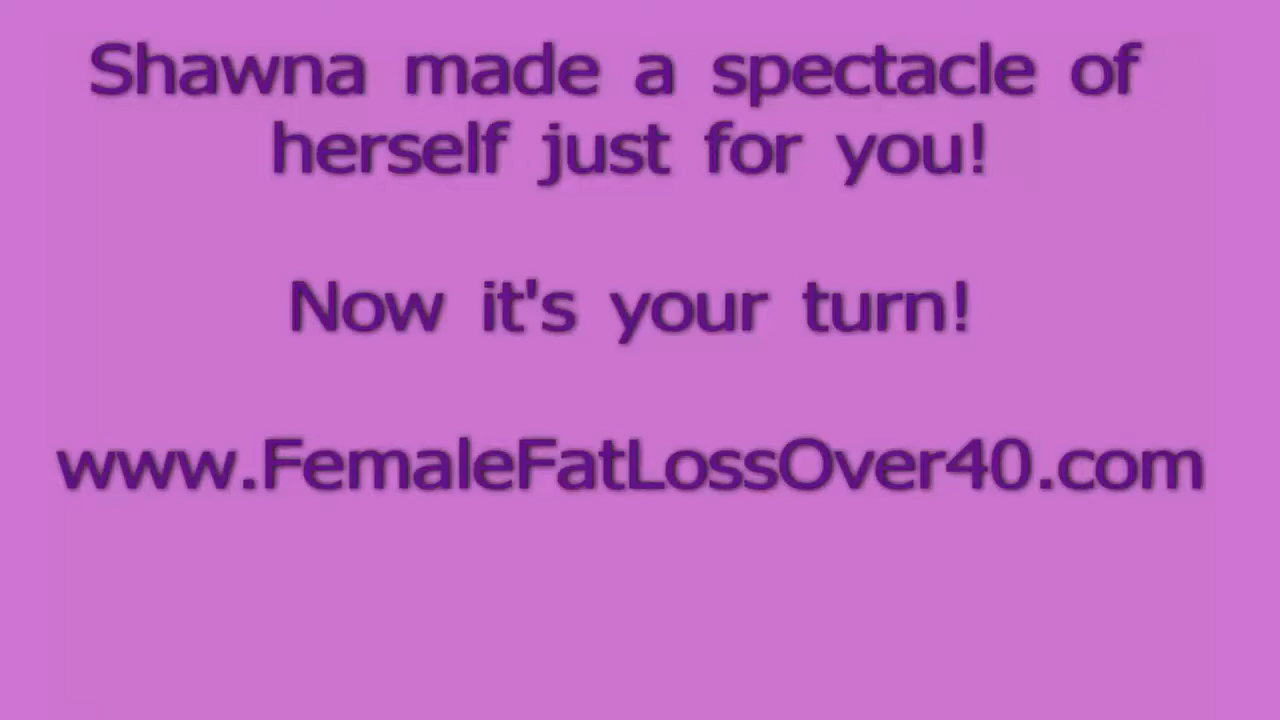 Shawna made a spectacle of
herself just for you!
Now it's your turn!
www.FemaleFatLossOver40.com